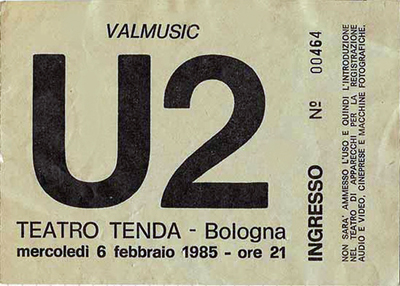 VALMUSIC
U2
TEATRO TENDA - Bologna
mercoledì 6 febbraio 1985 - ore 21
INGRESSO Nº 00464
NON SARA' AMMESSO L'USO E QUINDI L'INTRODUZIONE
NEL TEATRO DI APPARECCHI PER LA REGISTRAZIONE
AUDIO E VIDEO, CINEPRESE E MACCHINE FOTOGRAFICHE.